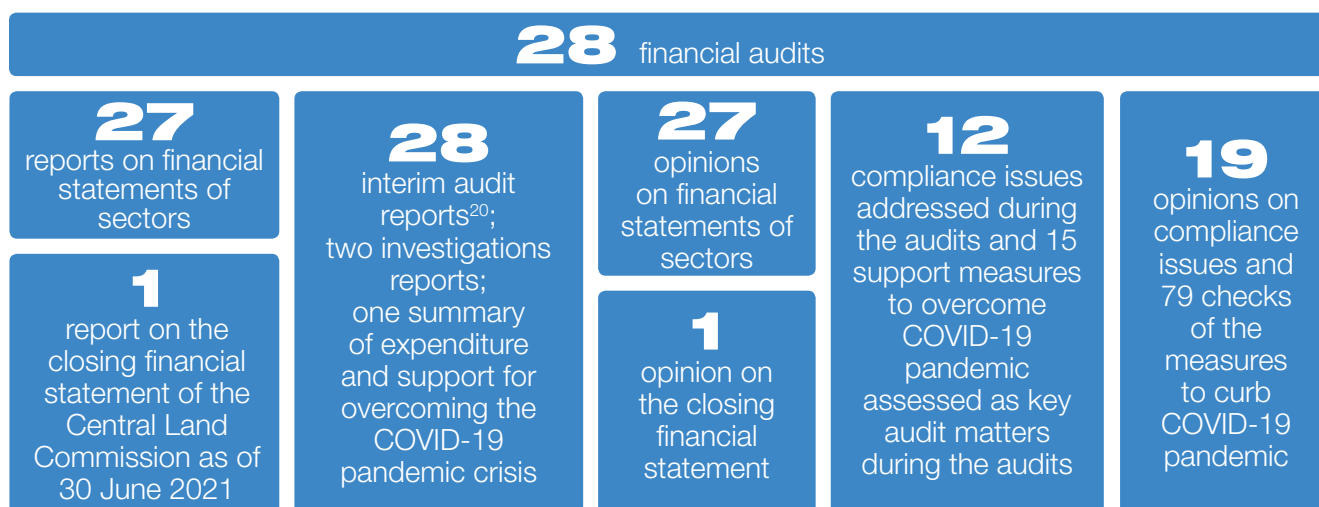 28 financial audits
27
reports on financial
statements of
sectors
1
report on the
closing financial
statement of the
Central Land
Commission as of
30 June 2021
28
interim audit
reports20;
two investigations
reports;
one summary
of expenditure
and support for
overcoming the
COVID-19
pandemic crisis
27
opinions
on financial
statements of
sectors
1
opinion on
the closing
financial
statement
12
compliance issues
addressed during
the audits and 15
support measures
to overcome
COVID-19
pandemic
assessed as key
audit matters
during the audits
19
opinions on
compliance
issues and
79 checks
of the
measures
to curb
COVID-19
pandemic